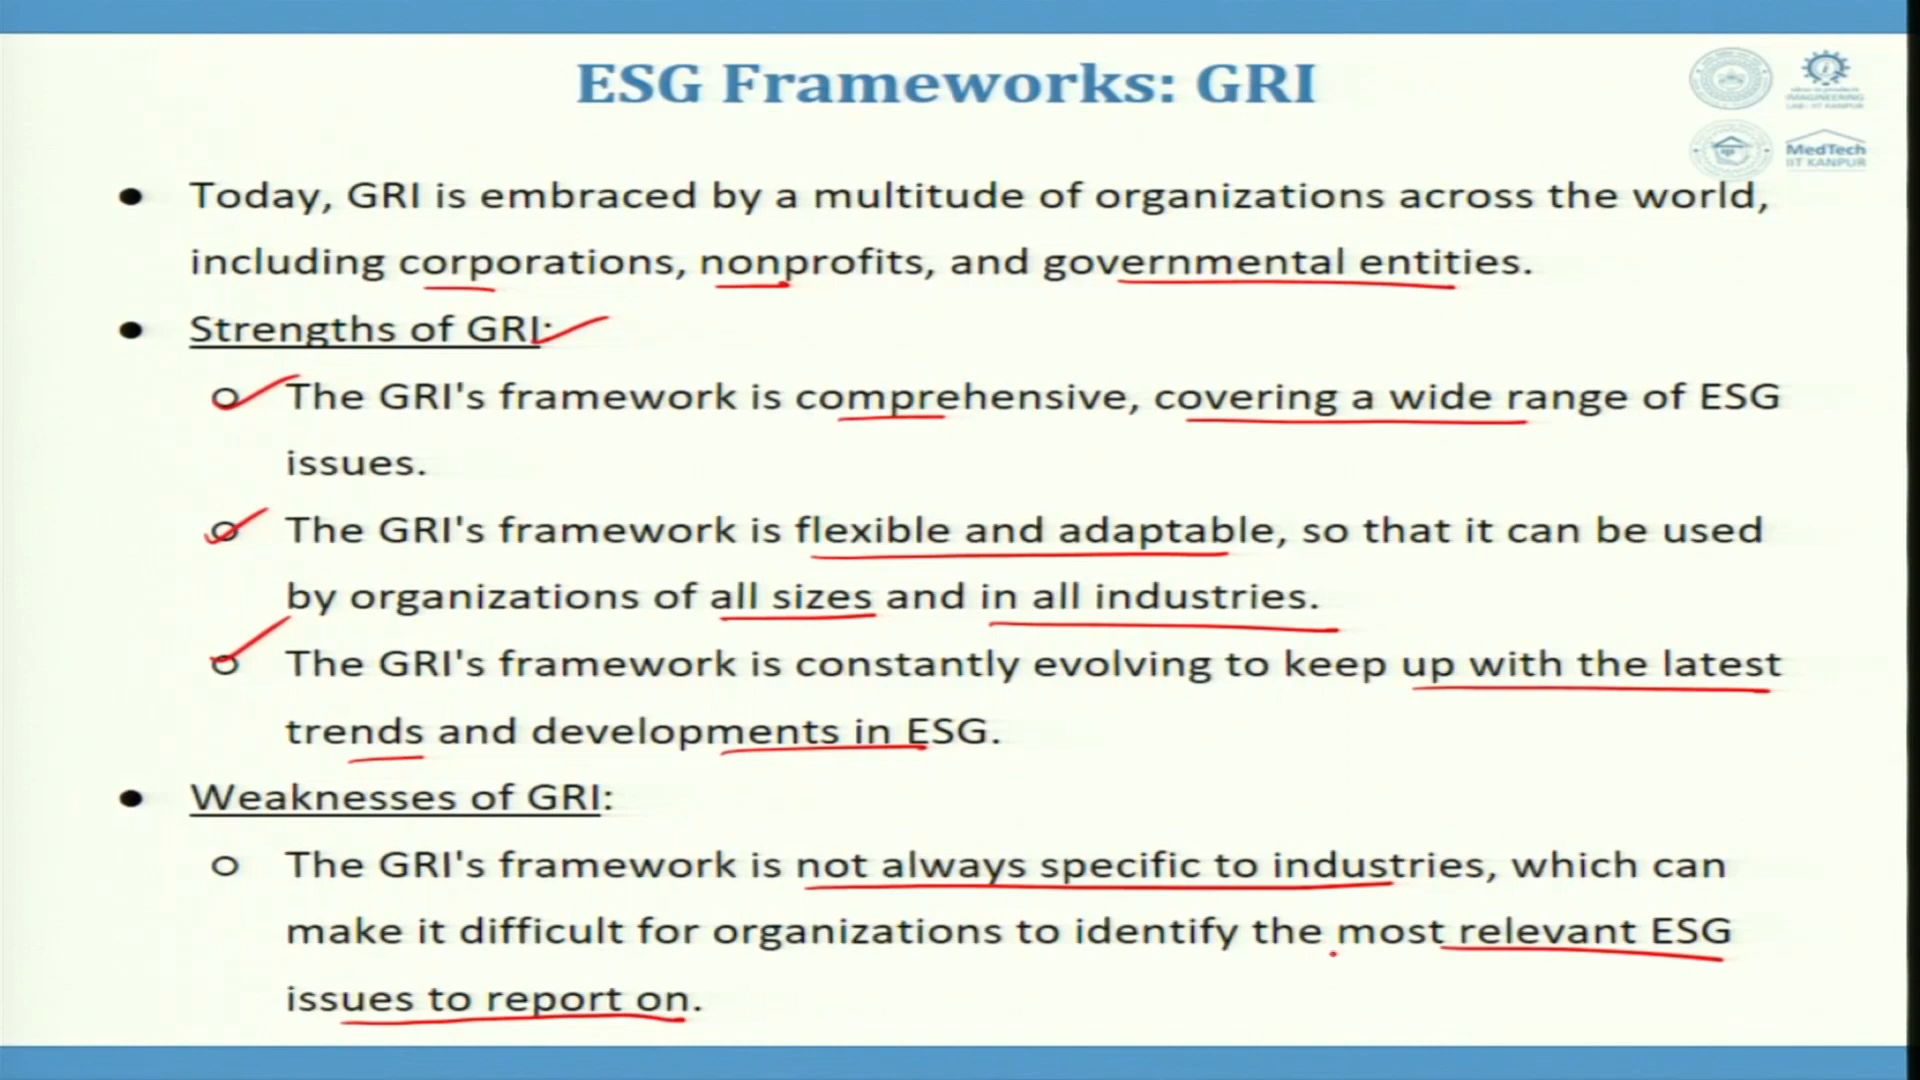 ESG Frameworks: GRI
MedTech
IIT KANPUR
● Today, GRI is embraced by a multitude of organizations across the world,
including corporations, nonprofits, and governmental entities.
● Strengths of GRI:
o The GRI's framework is comprehensive, covering a wide range of ESG
issues.
o The GRI's framework is flexible and adaptable, so that it can be used
by organizations of all sizes and in all industries.
o The GRI's framework is constantly evolving to keep up with the latest
trends and developments in ESG.
● Weaknesses of GRI:
o The GRI's framework is not always specific to industries, which can
make it difficult for organizations to identify the most relevant ESG
issues to report on.